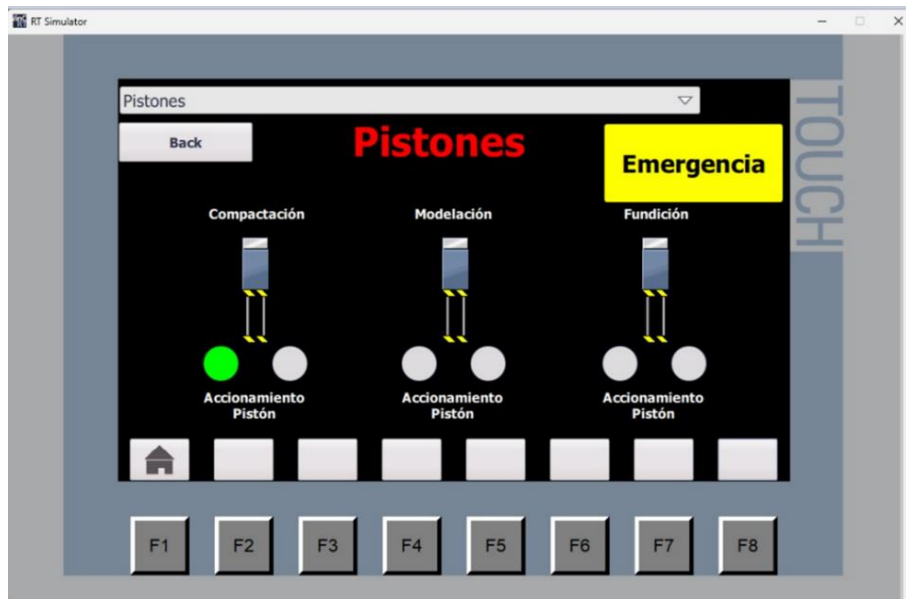 RT Simulator
Pistones
Back
Pistones
Emergencia
TOUCH
Compactación
Modelación
Fundición
Accionamiento
Pistón
Accionamiento
Pistón
Accionamiento
Pistón
F1
F2
F3
F4
F5
F6
F7
F8